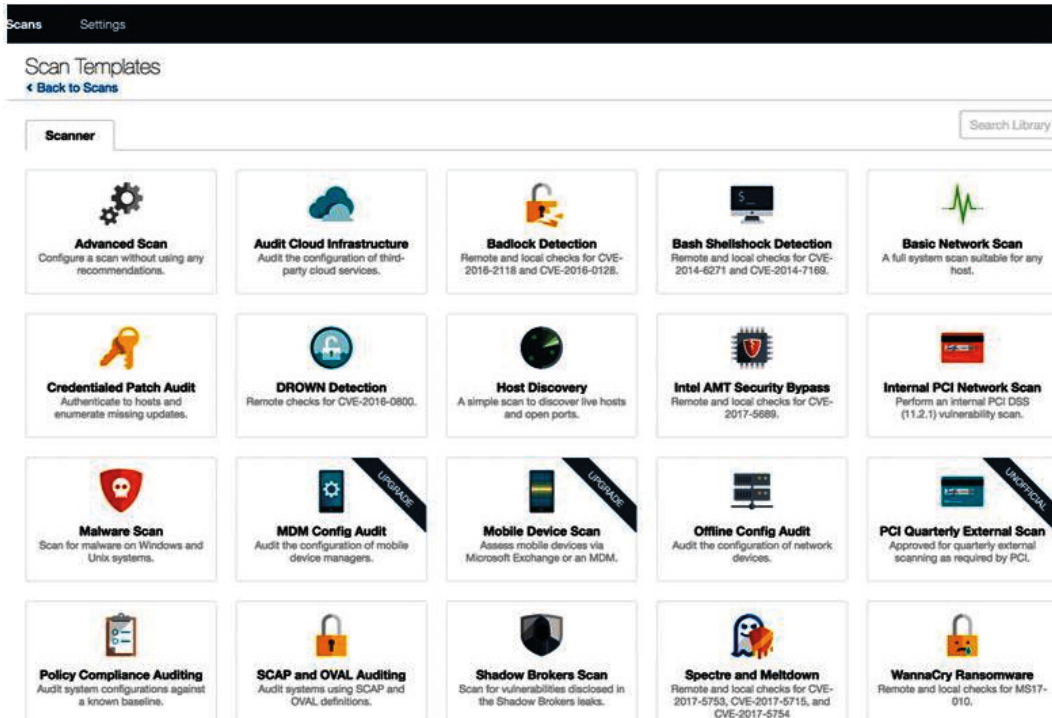 Scans Settings
Scan Templates
‹ Back to Scans
Scanner
Search Library
Advanced Scan
Configure a scan without using any
recommendations.
Audit Cloud Infrastructure
Audit the configuration of third-
party cloud services.
Badlock Detection
Remote and local checks for CVE-
2016-2118 and CVE-2016-0128.
$_
Bash Shellshock Detection
Remote and local checks for CVE-
2014-6271 and CVE-2014-7169.
Basic Network Scan
A full system scan suitable for any
host.
Credentialed Patch Audit
Authenticate to hosts and
enumerate missing updates.
DROWN Detection
Remote checks for CVE-2016-0800.
Host Discovery
A simple scan to discover live hosts
and open ports.
Intel AMT Security Bypass
Remote and local checks for CVE-
2017-5689.
Internal PCI Network Scan
Perform an internal PCI DSS
(11.2.1) vulnerability scan.
Malware Scan
Scan for malware on Windows and
Unix systems.
UPGRADE
MDM Config Audit
Audit the configuration of mobile
device managers.
UPGRADE
Mobile Device Scan
Assess mobile devices via
Microsoft Exchange or an MDM.
Offline Config Audit
Audit the configuration of network
devices.
UNOFFICIAL
PCI Quarterly External Scan
Approved for quarterly external
scanning as required by PCI.
Policy Compliance Auditing
Audit system configurations against
a known baseline.
SCAP and OVAL Auditing
Audit systems using SCAP and
OVAL definitions.
Shadow Brokers Scan
Scan for vulnerabilities disclosed in
the Shadow Brokers leaks.
Spectre and Meltdown
Remote and local checks for CVE-
2017-5753, CVE-2017-5715, and
CVE-2017-5754
WannaCry Ransomware
Remote and local checks for MS17-
010.